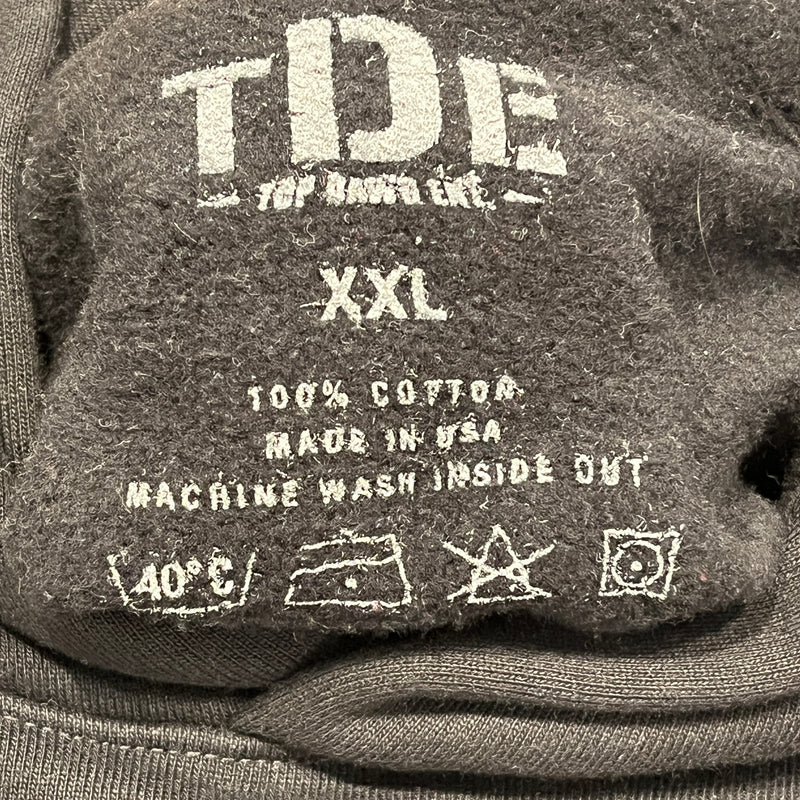 TDE
TOP DAWG ENT.
XXL
100% COTTON
MADE IN USA
MACHINE WASH INSIDE OUT
40°C